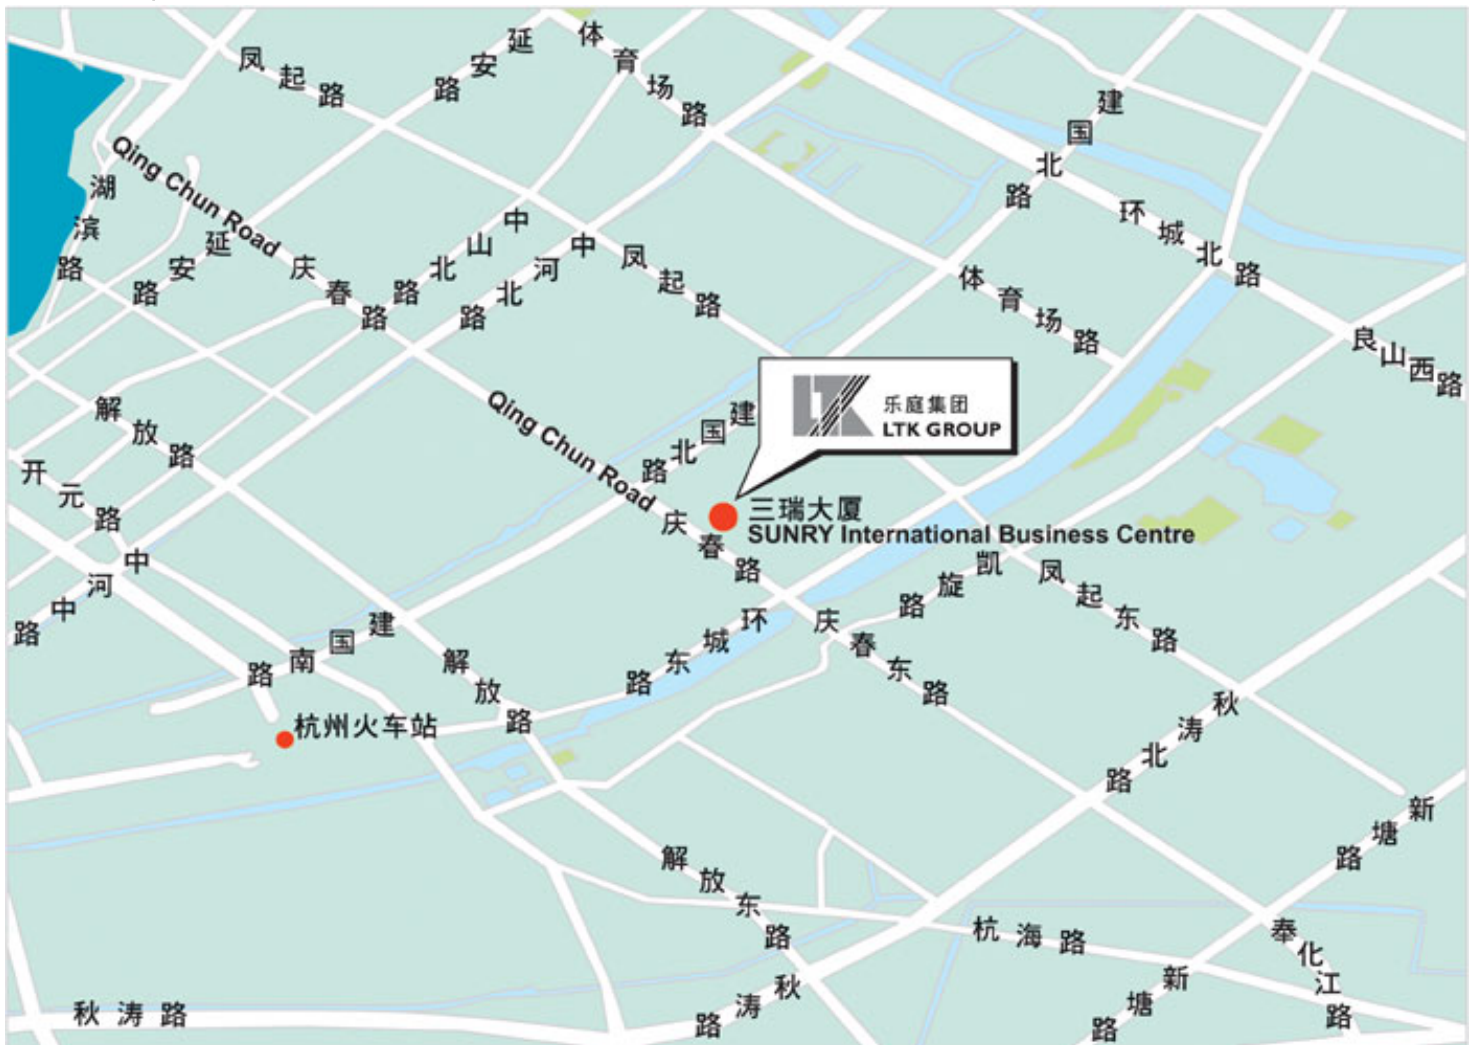 延安路
体育场路
凤起路
建国北路
Qing Chun Road
湖滨路
环城北路
延安路
庆春路
中山北路
中河北路
凤起路
体育场路
艮山西路
乐庭集团
LTK GROUP
解放路
建国北路
Qing Chun Road
开元路
庆春路
三瑞大厦
SUNRY International Business Centre
中河中路
凯旋路
凤起东路
建国南路
环城东路
庆春东路
解放路
秋涛北路
杭州火车站
新塘路
解放东路
杭海路
奉化江路
秋涛路
秋涛路
新塘路